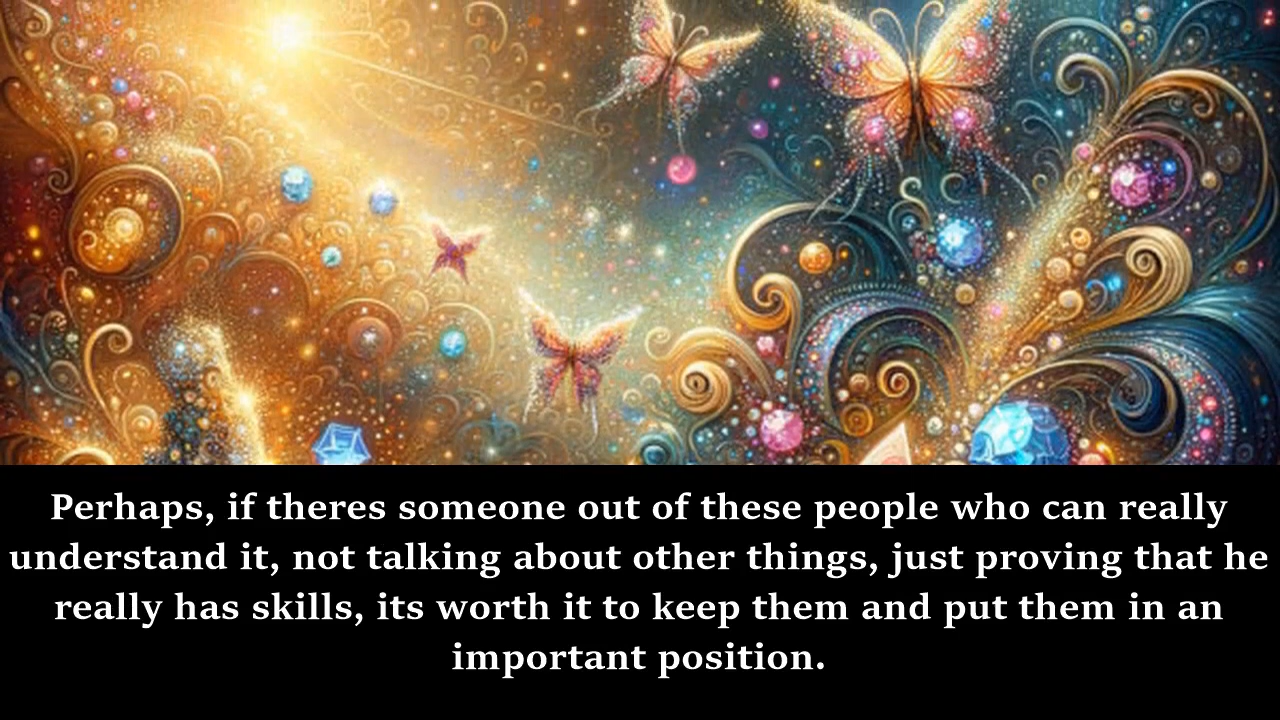 Perhaps, if theres someone out of these people who can really
understand it, not talking about other things, just proving that he
really has skills, its worth it to keep them and put them in an
important position.